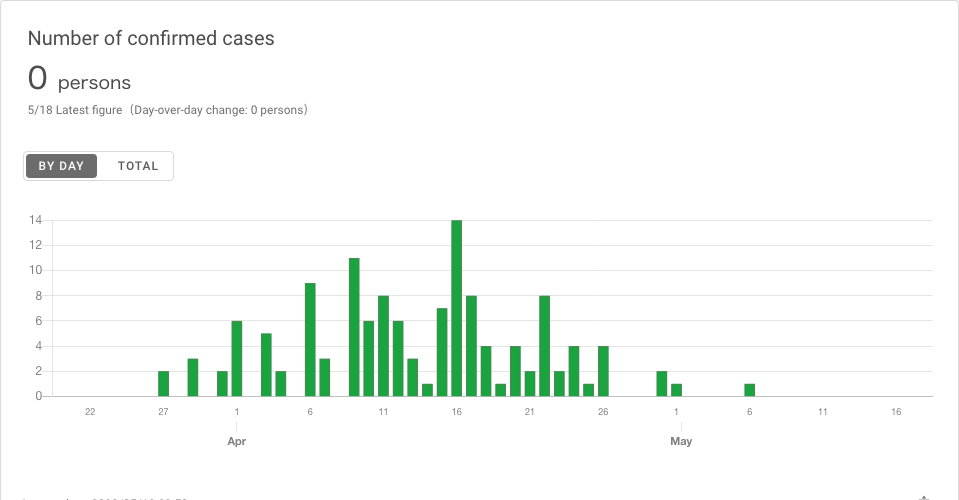 Number of confirmed cases
0 persons
5/18 Latest figure (Day-over-day change: 0 persons)
BY DAY TOTAL
14
12
10
8
6
4
2
0
22 27 1 6 11 16 21 26 1 6 11 16
Apr May